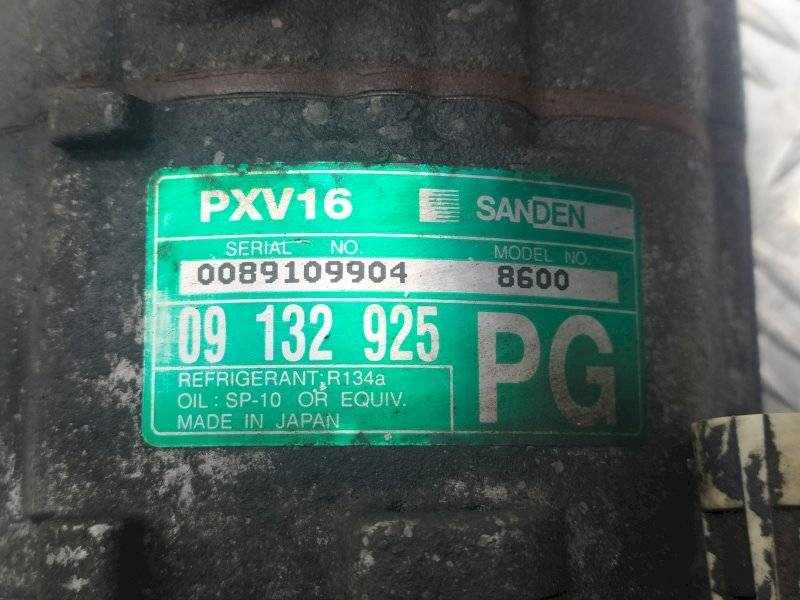 PXV16 SANDEN
SERIAL NO. MODEL NO.
0089109904 8600
09 132 925 PG
REFRIGERANT: R134a
OIL : SP-10 OR EQUIV.
MADE IN JAPAN